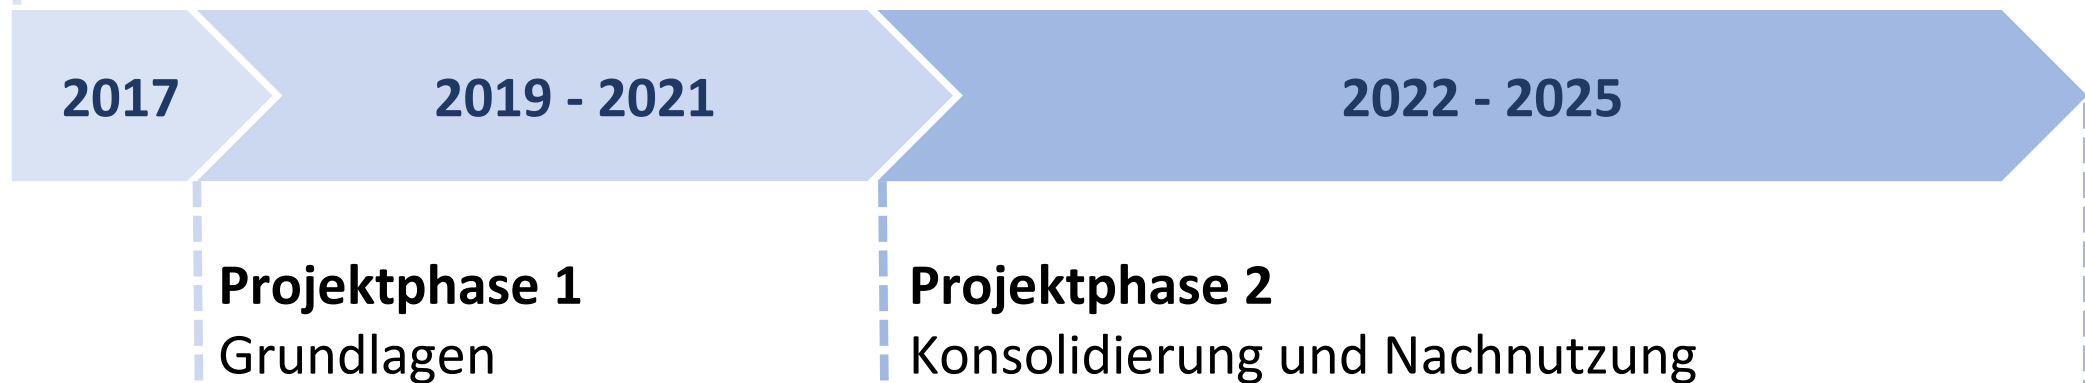 2017
2019 - 2021
2022 - 2025
Projektphase 1
Grundlagen
Projektphase 2
Konsolidierung und Nachnutzung